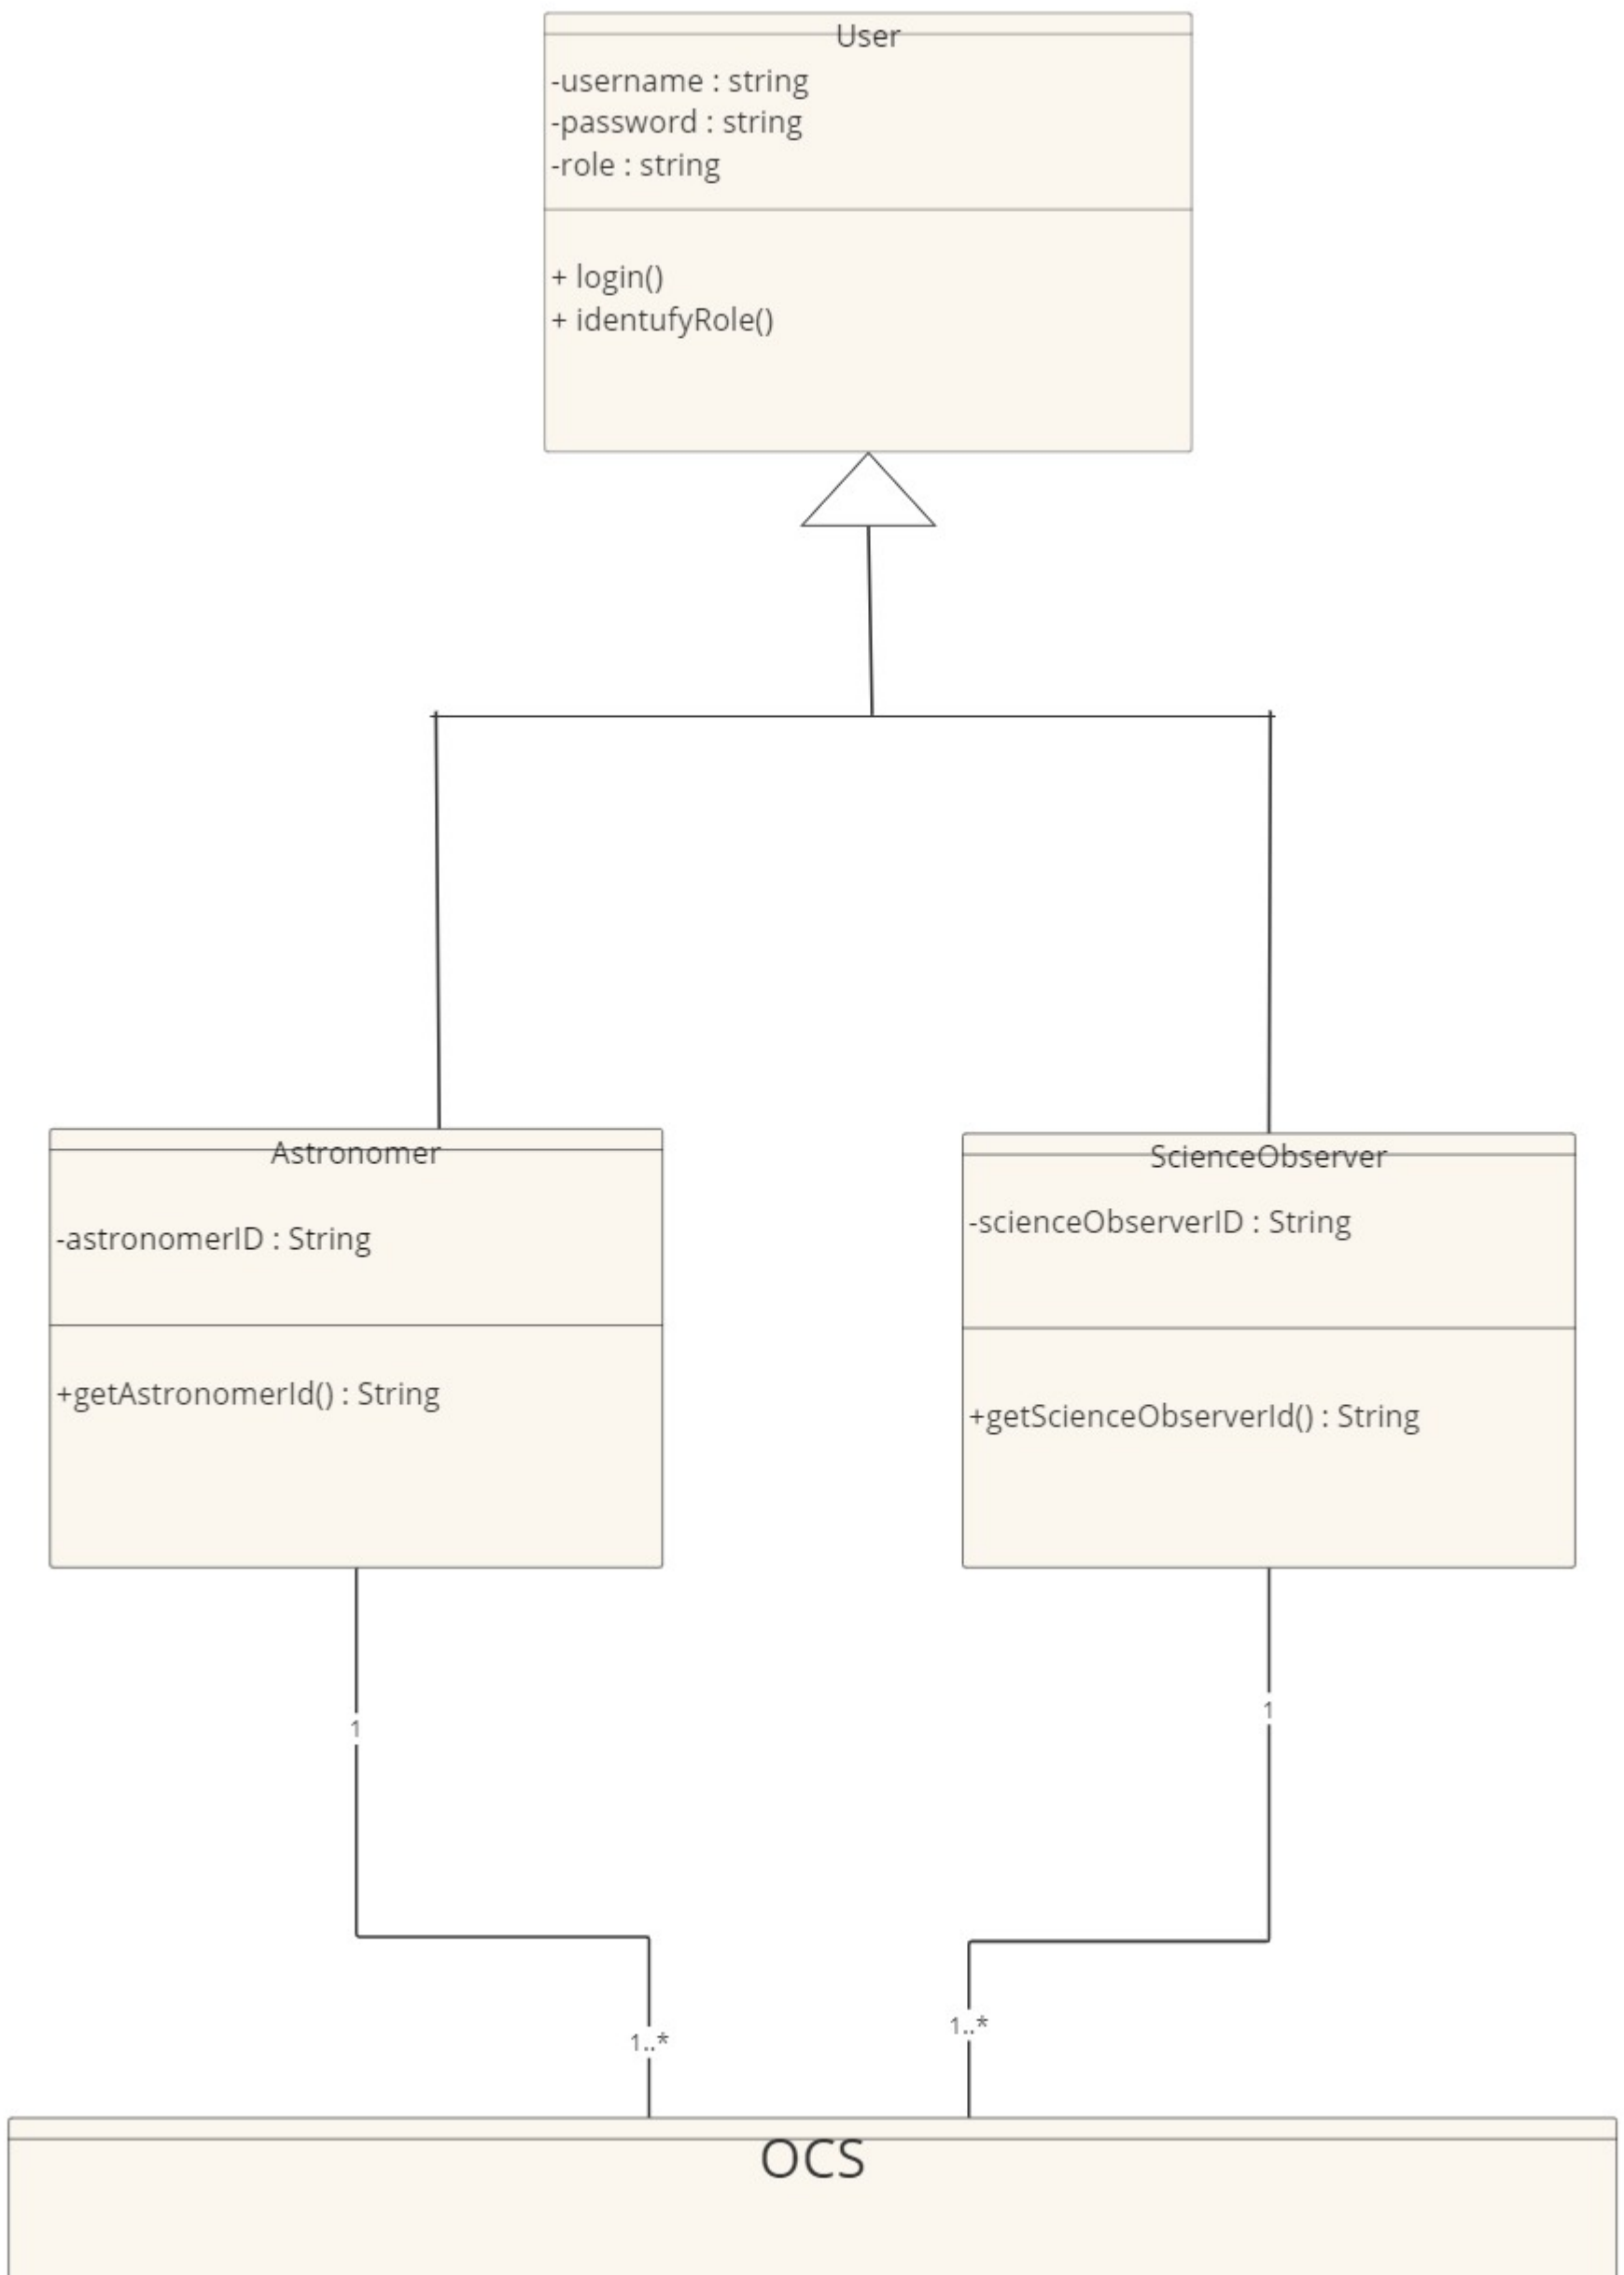 User
-username : string
-password : string
-role : string
+ login()
+ identufyRole()
Astronomer
-astronomerID : String
+getAstronomerId() : String
ScienceObserver
-scienceObserverID : String
+getScienceObserverId() : String
1
1
1..*
1..*
OCS